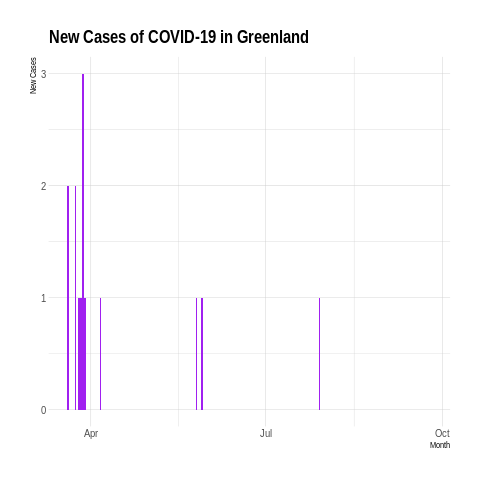 New Cases of COVID-19 in Greenland
New Cases
3
2
1
0
Apr
Jul
Oct
Month